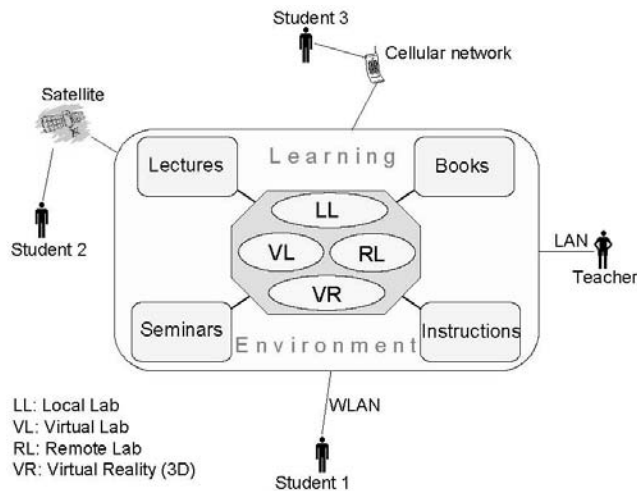 Student 3
Cellular network
Satellite
Lectures
Learning
Books
LL
VL
RL
VR
Student 2
LAN
Teacher
Seminars
Environment
Instructions
LL: Local Lab
VL: Virtual Lab
RL: Remote Lab
VR: Virtual Reality (3D)
WLAN
Student 1